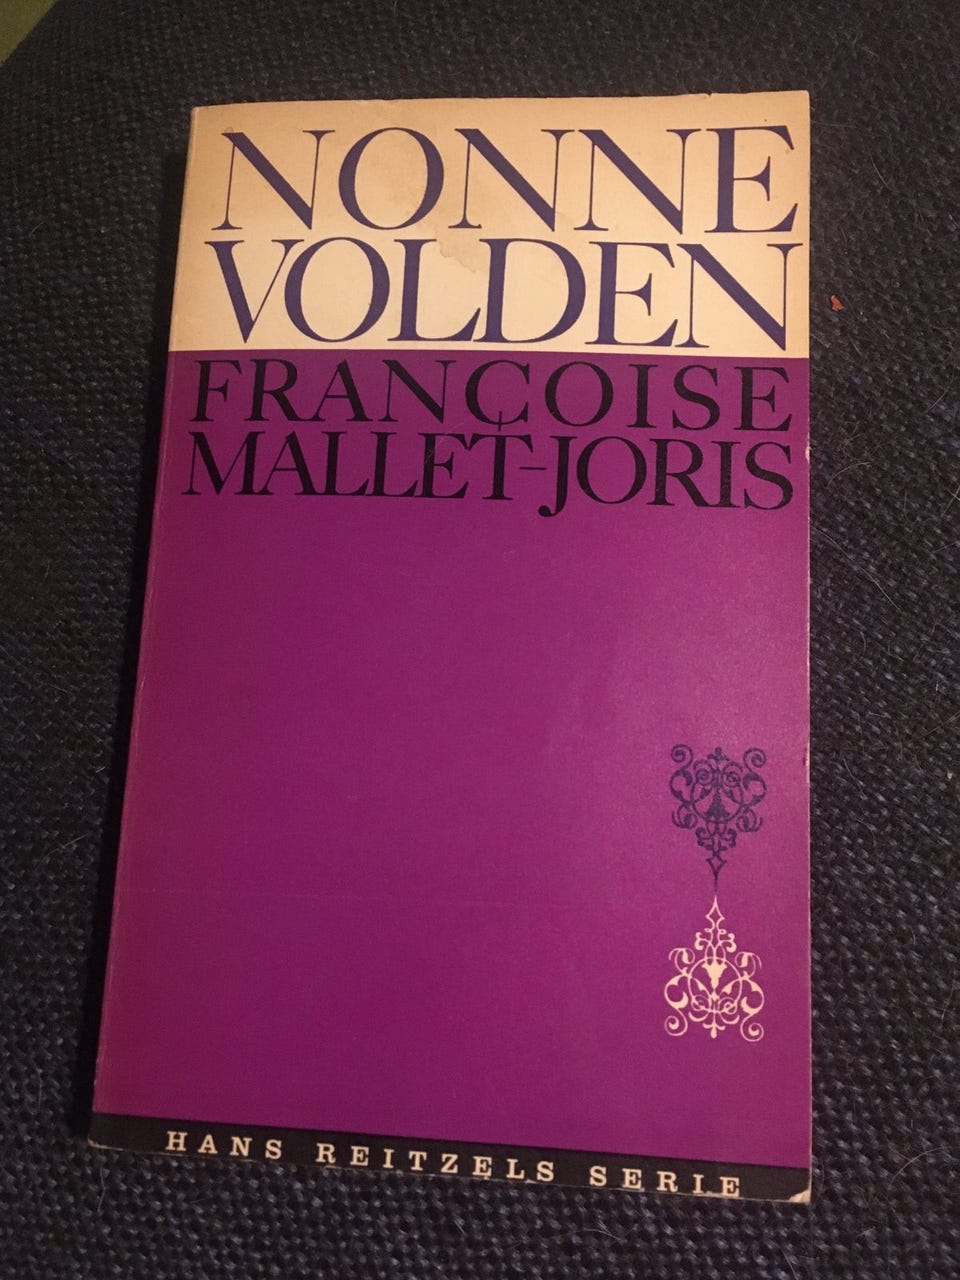 NONNE
VOLDEN
FRANÇOISE
MALLET-JORIS
HANS REITZELS SERIE